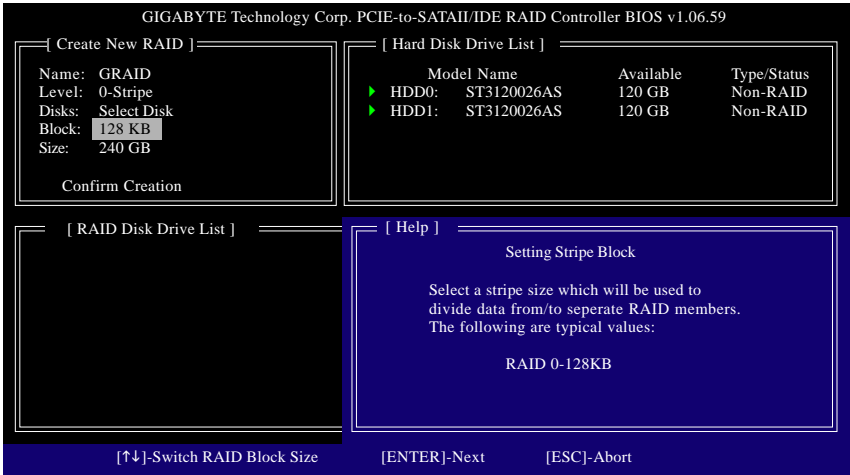 GIGABYTE Technology Corp. PCIE-to-SATAII/IDE RAID Controller BIOS v1.06.59
[ Create New RAID ]
Name: GRAID
Level: 0-Stripe
Disks: Select Disk
Block: 128 KB
Size: 240 GB
Confirm Creation
[ Hard Disk Drive List ]
Model Name Available Type/Status
HDD0: ST3120026AS 120 GB Non-RAID
HDD1: ST3120026AS 120 GB Non-RAID
[ RAID Disk Drive List ]
[ Help ]
Setting Stripe Block
Select a stripe size which will be used to
divide data from/to seperate RAID members.
The following are typical values:
RAID 0-128KB
[↑↓]-Switch RAID Block Size [ENTER]-Next [ESC]-Abort